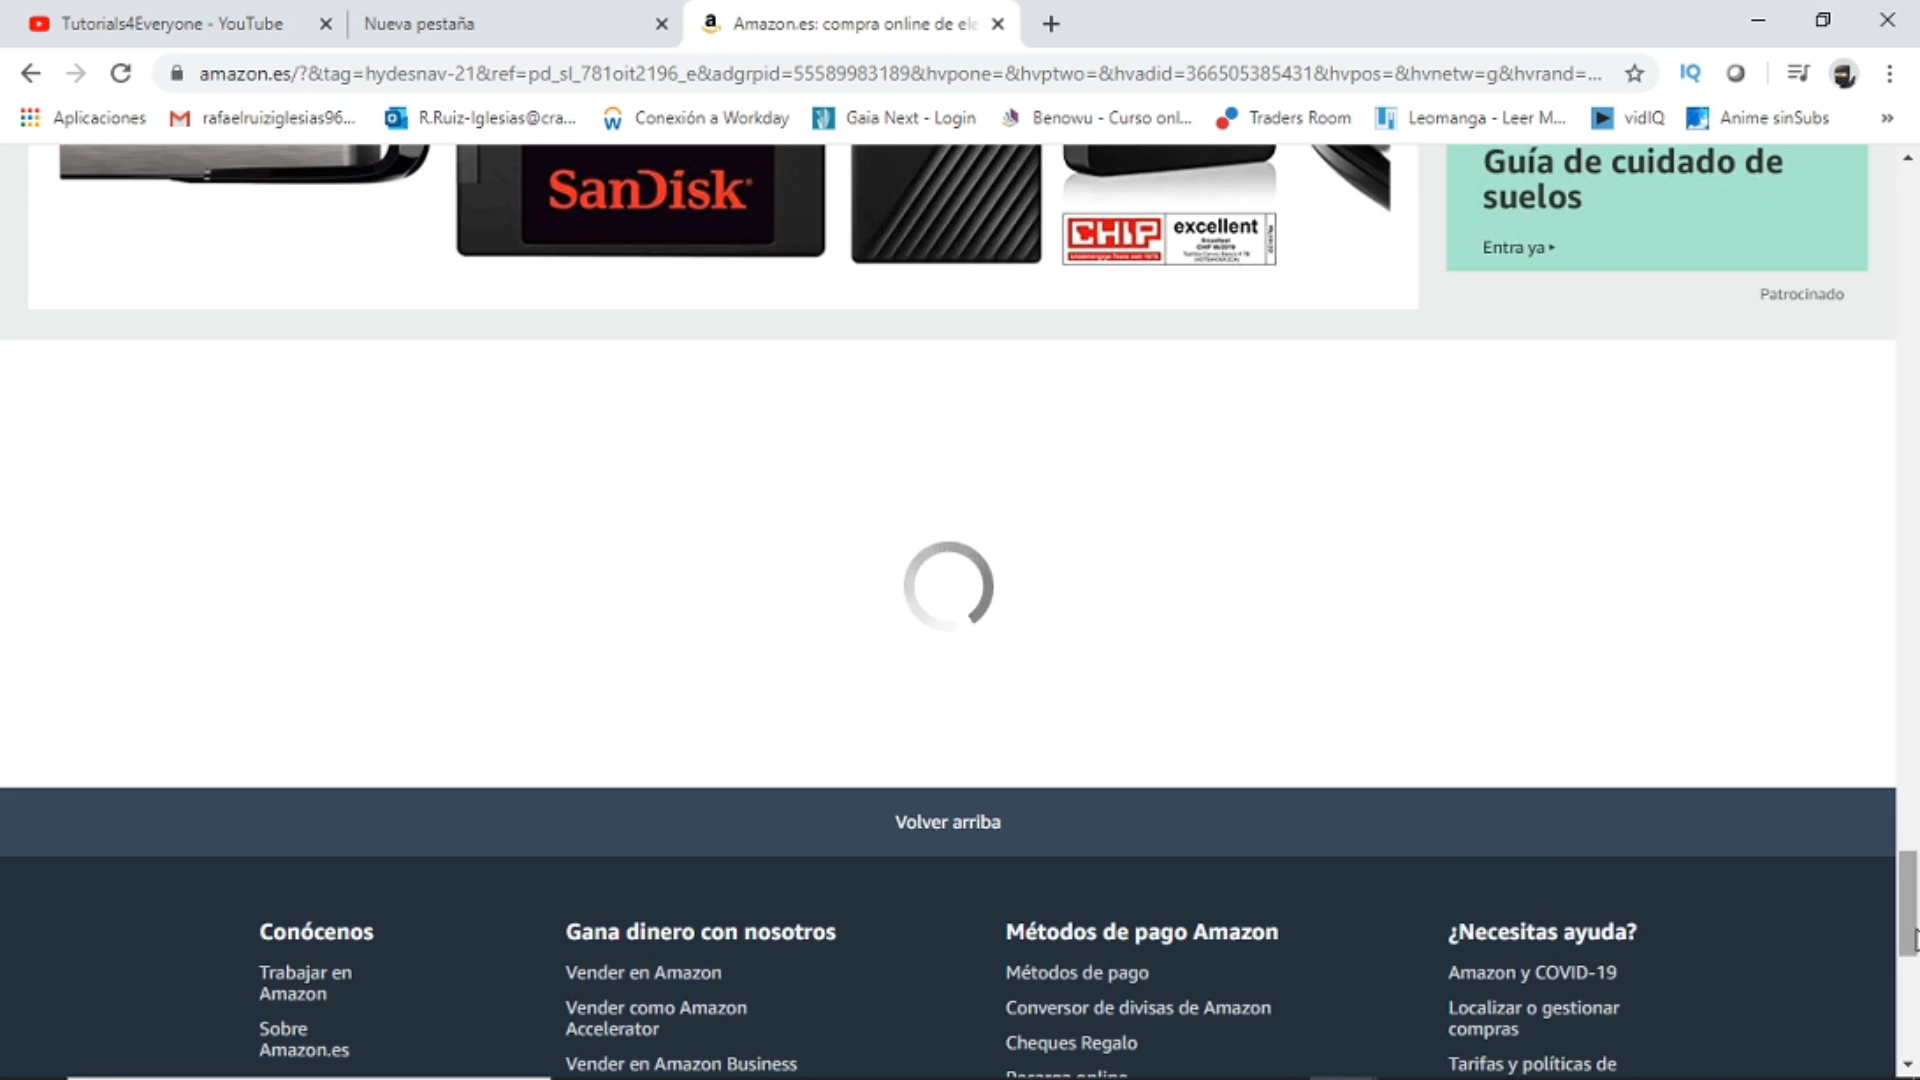 Tutorials4Everyone - YouTube
Nueva pestaña
Amazon.es: compra online de ele
amazon.es/?&tag=hydesnav-21&ref=pd_sl_781oit2196_e&adgrpid=55589983189&hvpone=&hvptwo=&hvadid=366505385431&hvpos=&hvnetw=g&hvrand=...
IQ
Aplicaciones
rafaelruiziglesias96...
R.Ruiz-Iglesias@cra...
Conexión a Workday
Gaia Next - Login
Benowu - Curso onl...
Traders Room
Leomanga - Leer M...
vidIQ
Anime sinSubs
»
SanDisk
CHIP
excellent
Guía de cuidado de
suelos
Entra ya
Patrocinado
Volver arriba
Conócenos
Trabajar en
Amazon
Sobre
Amazon.es
Gana dinero con nosotros
Vender en Amazon
Vender como Amazon
Accelerator
Vender en Amazon Business
Métodos de pago Amazon
Métodos de pago
Conversor de divisas de Amazon
Cheques Regalo
Recarga online
¿Necesitas ayuda?
Amazon y COVID-19
Localizar o gestionar
compras
Tarifas y políticas de